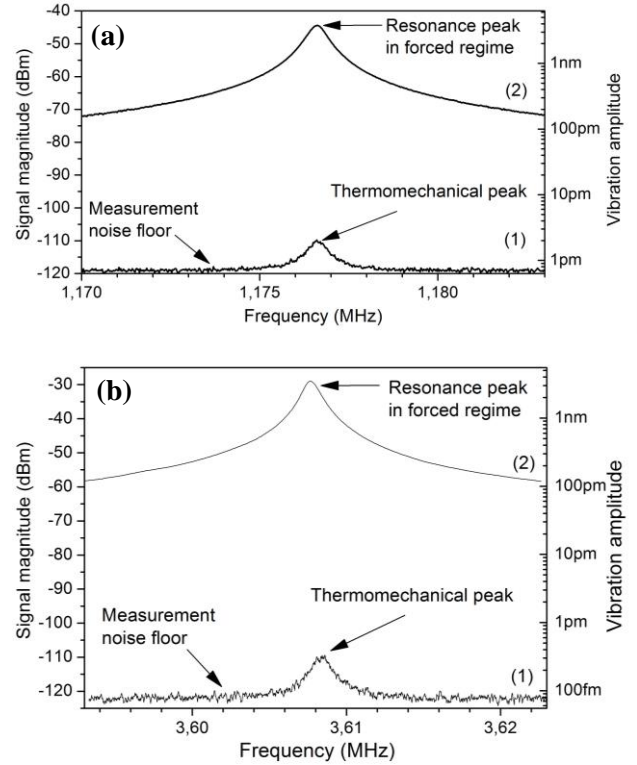 (a)
Signal magnitude (dBm)
-40
-50
-60
-70
-80
-90
-100
-110
-120
Resonance peak
in forced regime
(2)
Thermomechanical peak
Measurement
noise floor
(1)
1nm
100pm
10pm
1pm
Vibration amplitude
1,170
1,175
1,180
Frequency (MHz)
(b)
Signal magnitude (dBm)
-30
-40
-50
-60
-70
-80
-90
-100
-110
-120
Resonance peak
in forced regime
(2)
Thermomechanical peak
Measurement
noise floor
(1)
1nm
100pm
10pm
1pm
100fm
Vibration amplitude
3,60
3,61
3,62
Frequency (MHz)